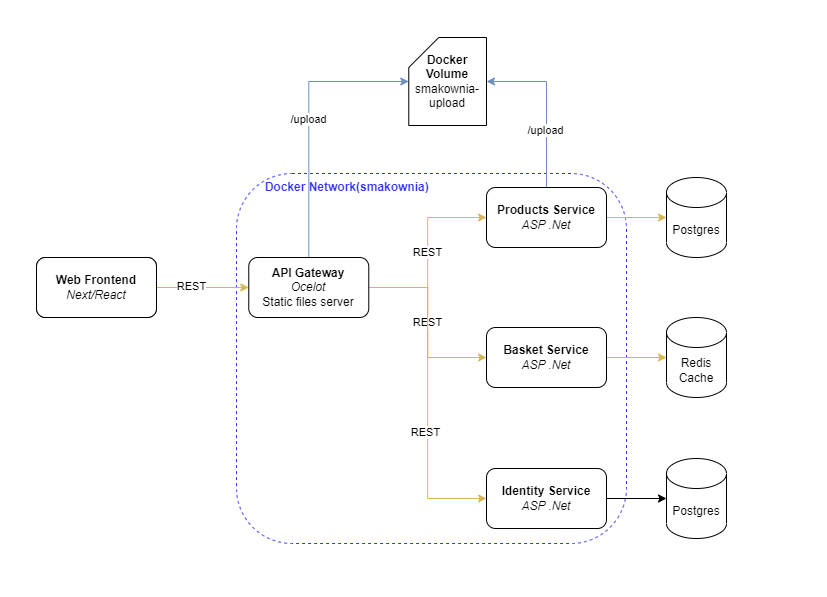 Docker
Volume
smakownia-
upload
/upload
/upload
Docker Network(smakownia)
Products Service
ASP .Net
Postgres
REST
Web Frontend
Next/React
REST
API Gateway
Ocelot
Static files server
REST
Basket Service
ASP .Net
Redis
Cache
REST
Identity Service
ASP .Net
Postgres